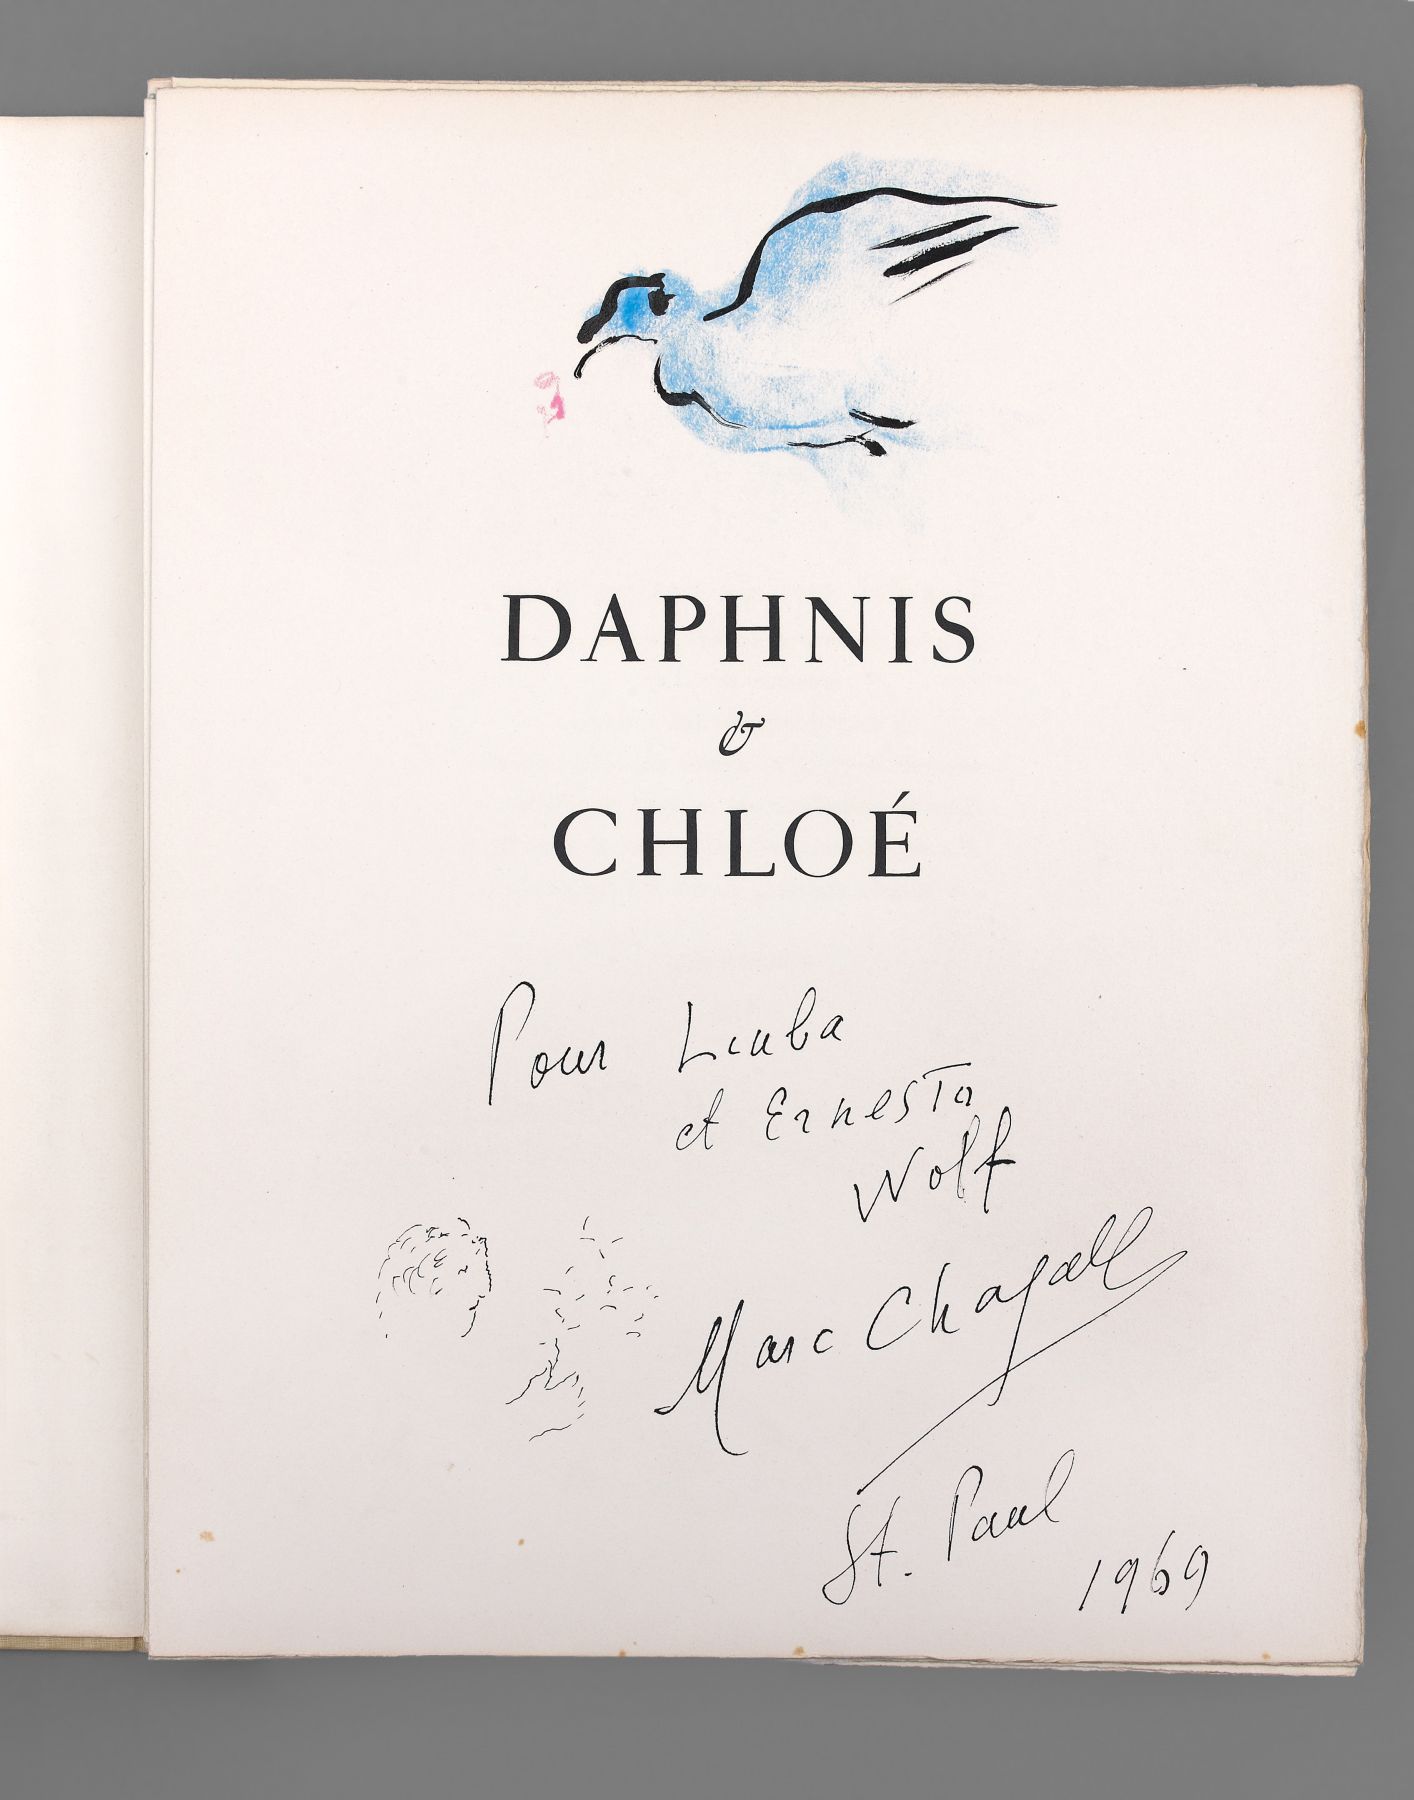 DAPHNIS
&
CHLOÉ
Pour Liuba
et Ernesto
Wolf
Marc Chagall
St. Paul
1969